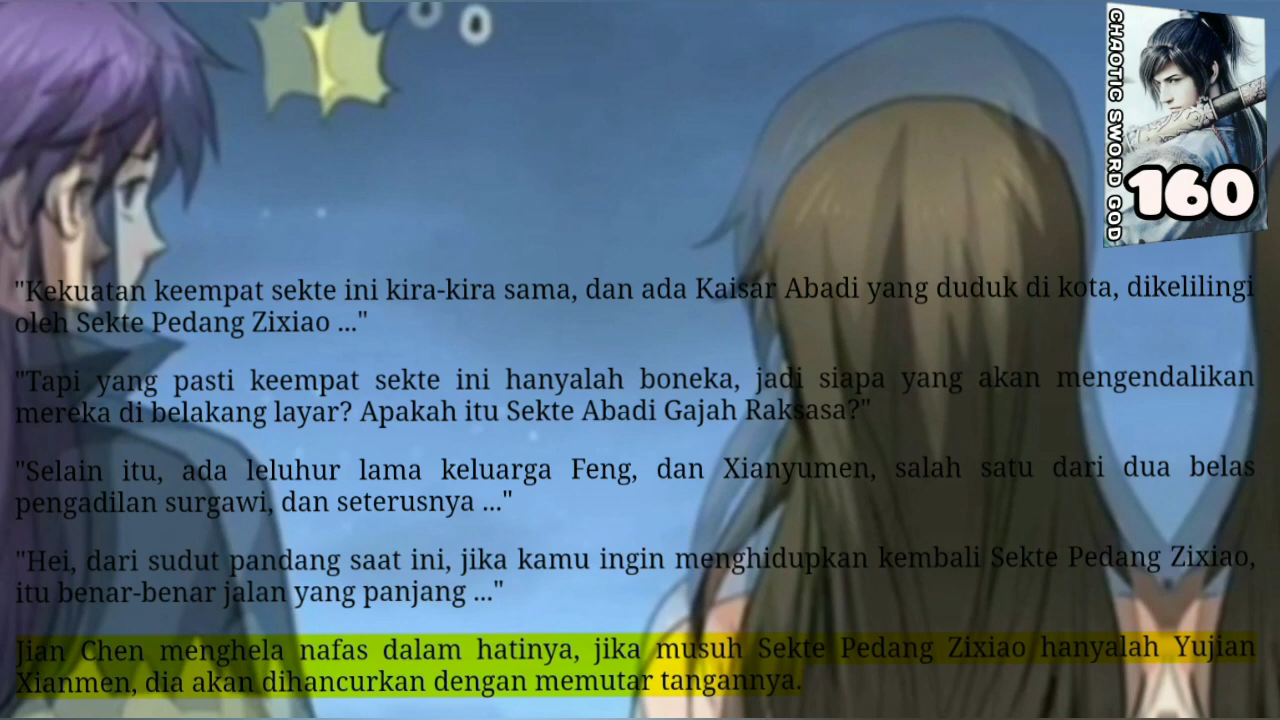 CHAOTIC SWORD GOD
160
"Kekuatan keempat sekte ini kira-kira sama, dan ada Kaisar Abadi yang duduk di kota, dikelilingi
oleh Sekte Pedang Zixiao ..."
"Tapi yang pasti keempat sekte ini hanyalah boneka, jadi siapa yang akan mengendalikan
mereka di belakang layar? Apakah itu Sekte Abadi Gajah Raksasa?"
"Selain itu, ada leluhur lama keluarga Feng, dan Xianyumen, salah satu dari dua belas
pengadilan surgawi, dan seterusnya ..."
"Hei, dari sudut pandang saat ini, jika kamu ingin menghidupkan kembali Sekte Pedang Zixiao,
itu benar-benar jalan yang panjang ..."
Jian Chen menghela nafas dalam hatinya, jika musuh Sekte Pedang Zixiao hanyalah Yujian
Xianmen, dia akan dihancurkan dengan memutar tangannya.